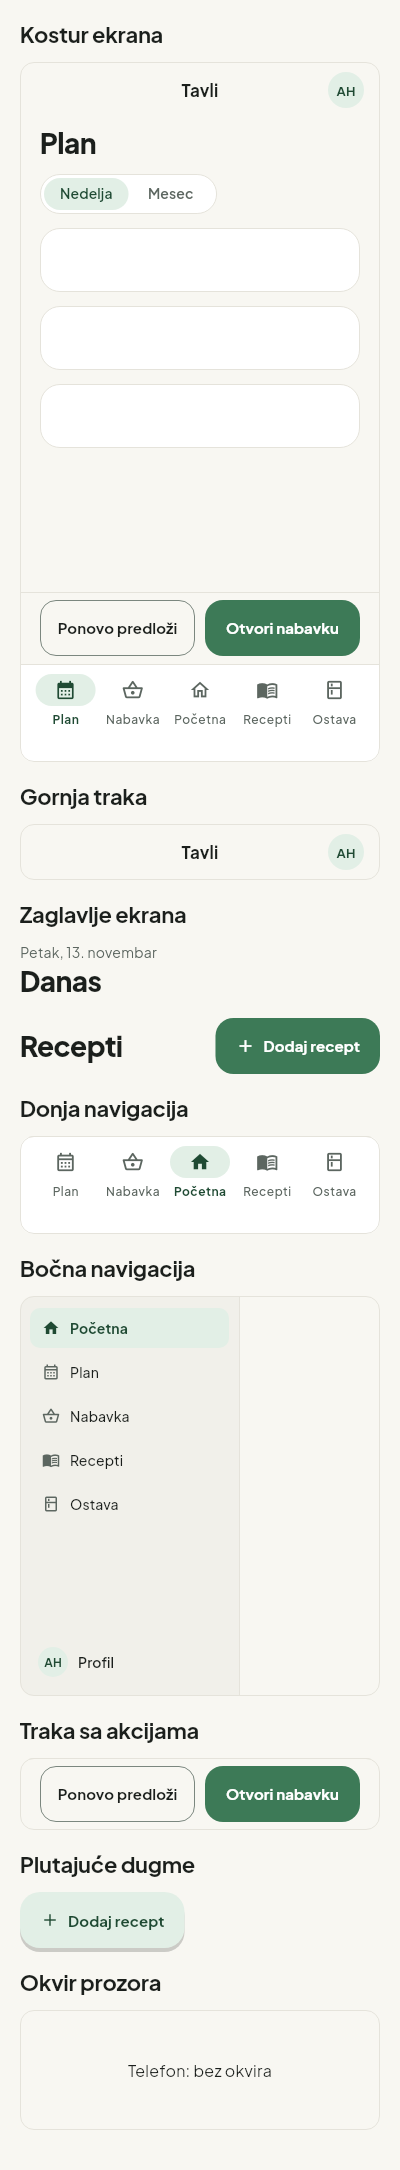 Kostur ekrana
Tavli
AH
Plan
Nedelja
Mesec
Ponovo predloži
Otvori nabavku
Plan
Nabavka
Početna
Recepti
Ostava
Gornja traka
Tavli
AH
Zaglavlje ekrana
Petak, 13. novembar
Danas
Recepti
Dodaj recept
Donja navigacija
Plan
Nabavka
Početna
Recepti
Ostava
Bočna navigacija
Početna
Plan
Nabavka
Recepti
Ostava
AH
Profil
Traka sa akcijama
Ponovo predloži
Otvori nabavku
Plutajuće dugme
Dodaj recept
Okvir prozora
Telefon: bez okvira